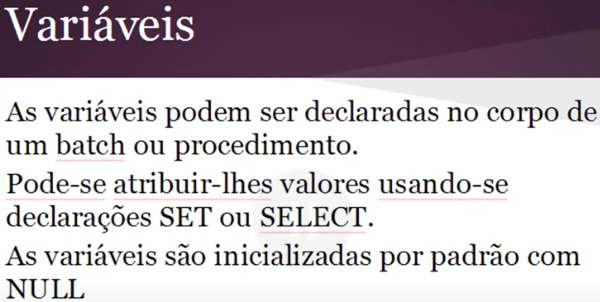 Variáveis
As variáveis podem ser declaradas no corpo de
um batch ou procedimento.
Pode-se atribuir-lhes valores usando-se
declarações SET ou SELECT.
As variáveis são inicializadas por padrão com
NULL